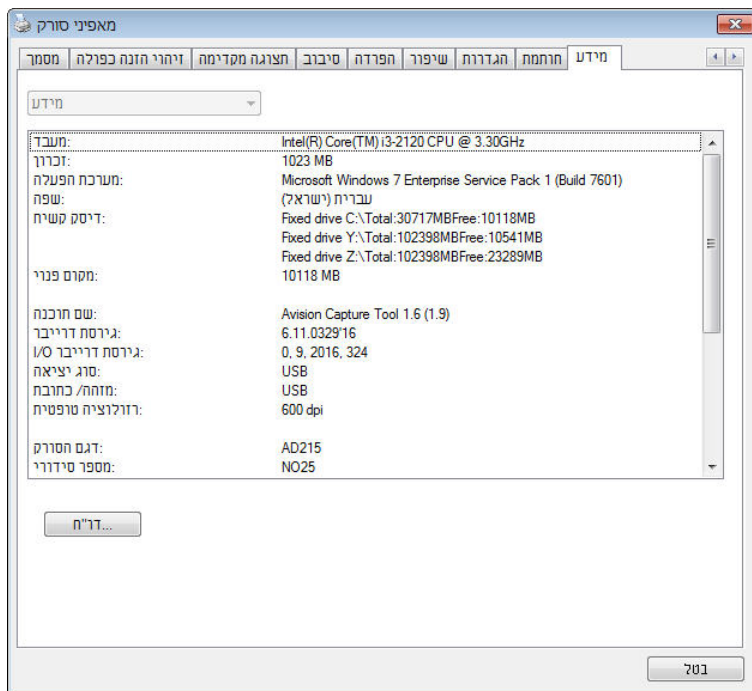 מאפיני סורק
מסמך זיהוי הזנה כפולה תצוגה מקדימה סיבוב הפרדה שיפור הגדרות חותמת מידע
מידע
מעבד: Intel(R) Core(TM) i3-2120 CPU @ 3.30GHz
זכרון: 1023 MB
מערכת הפעלה: Microsoft Windows 7 Enterprise Service Pack 1 (Build 7601)
שפה: עברית (ישראל)
דיסק קשיח: Fixed drive C:\Total:30717MBFree:10118MB
Fixed drive Y:\Total:102398MBFree:10541MB
Fixed drive Z:\Total:102398MBFree:23289MB
מקום פנוי: 10118 MB
שם תוכנה: Avision Capture Tool 1.6 (1.9)
גירסת דרייבר: 6.11.0329'16
גירסת דרייבר I/O: 0, 9, 2016, 324
סוג יציאה: USB
מזהה/ כתובת: USB
רזולוציה טופטית: 600 dpi
דגם הסורק: AD215
מספר סידורי: NO25
דו"ח...
בטל